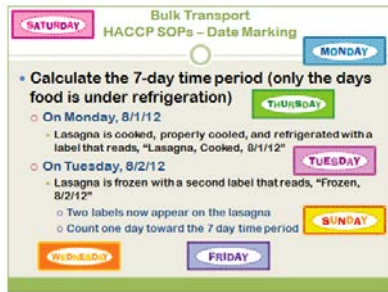 SATURDAY
Bulk Transport
HACCP SOPs – Date Marking
MONDAY
• Calculate the 7-day time period (only the days
food is under refrigeration)
THURSDAY
○ On Monday, 8/1/12
▪ Lasagna is cooked, properly cooled, and refrigerated with a
label that reads, “Lasagna, Cooked, 8/1/12”
TUESDAY
○ On Tuesday, 8/2/12
▪ Lasagna is frozen with a second label that reads, “Frozen,
8/2/12”
○ Two labels now appear on the lasagna
SUNDAY
○ Count one day toward the 7 day time period
WEDNESDAY
FRIDAY